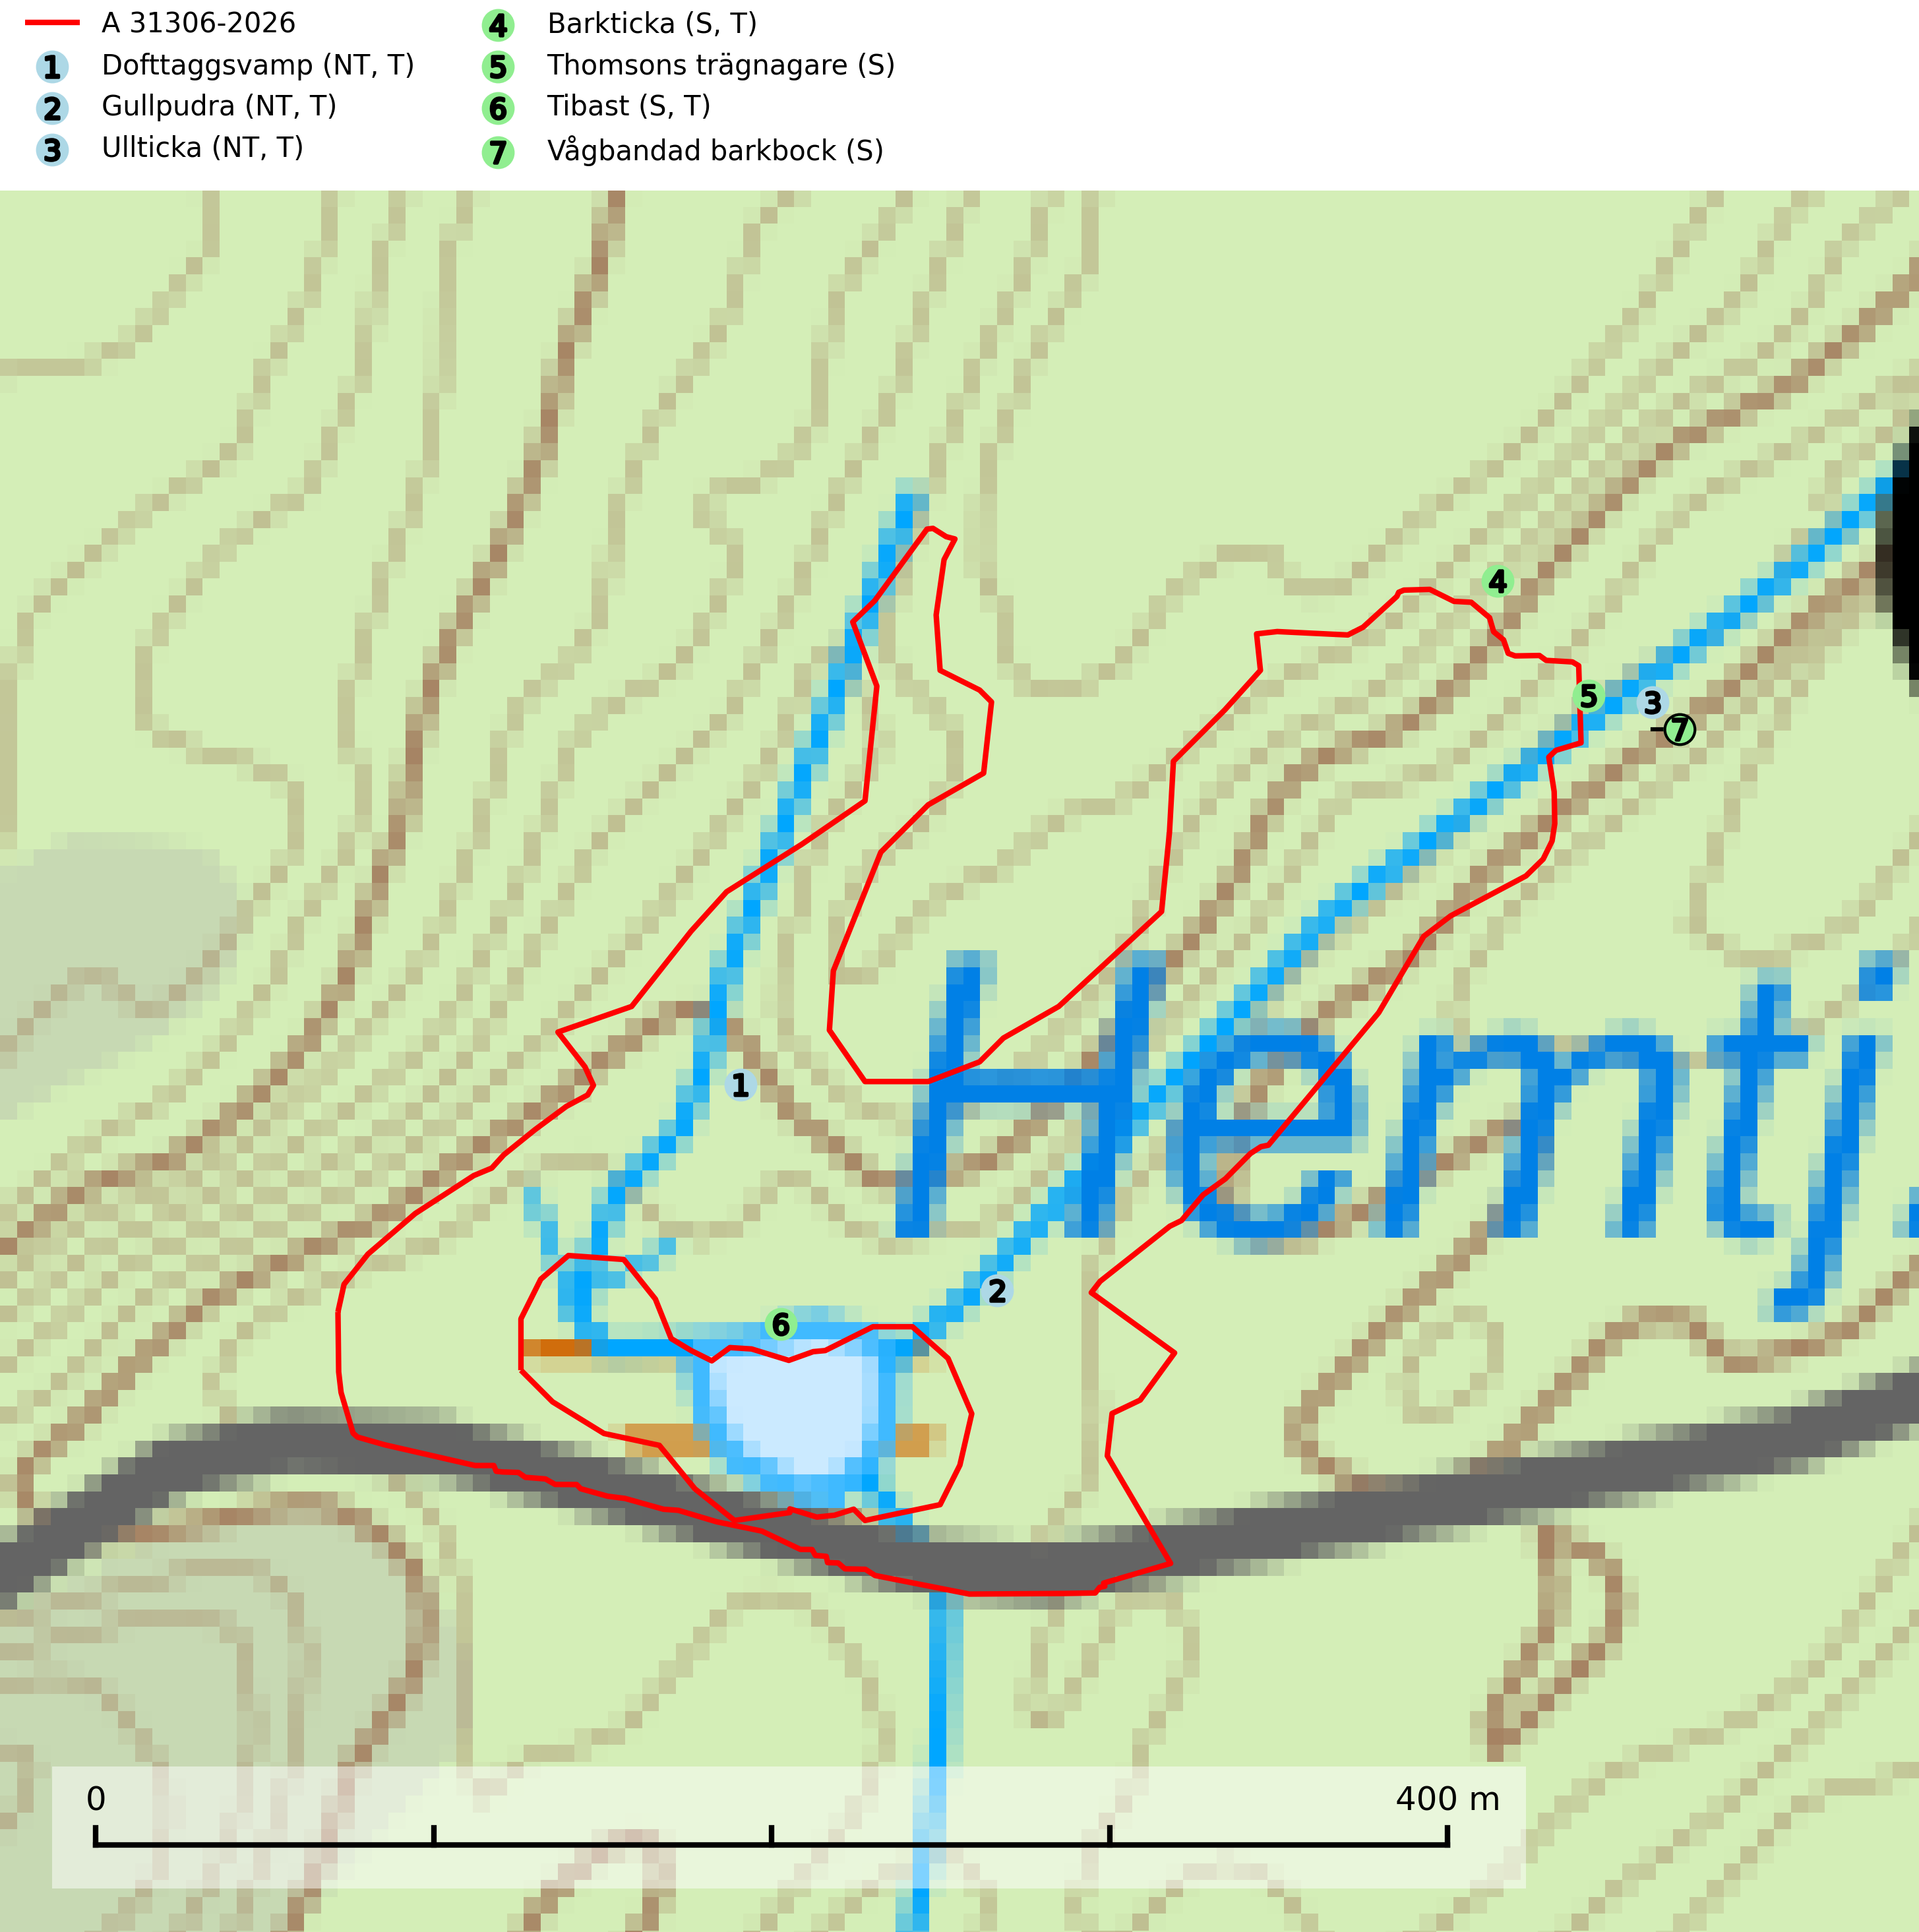 A 31306-2026
1 Dofttaggsvamp (NT, T)
2 Gullpudra (NT, T)
3 Ullticka (NT, T)
4 Barkticka (S, T)
5 Thomsons trägnagare (S)
6 Tibast (S, T)
7 Vågbandad barkbock (S)
4
5
3
7
1
2
6
0
400 m